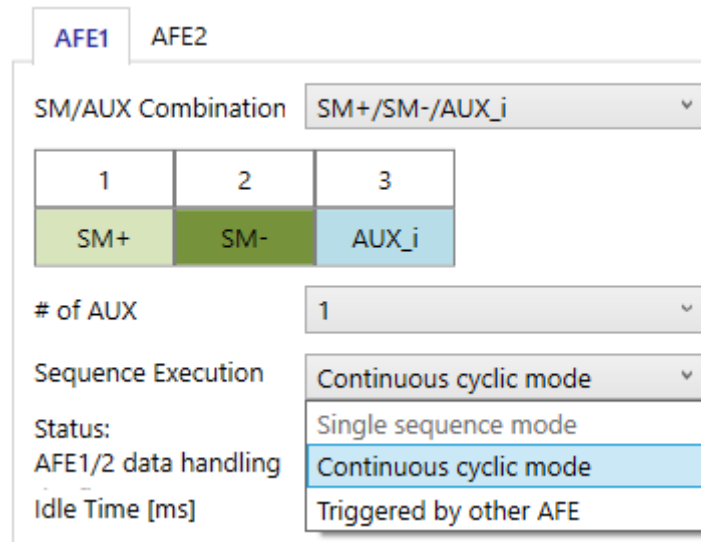 AFE1 AFE2
SM/AUX Combination SM+/SM-/AUX_i
1 2 3
SM+ SM- AUX_i
# of AUX 1
Sequence Execution Continuous cyclic mode
Status: Single sequence mode
AFE1/2 data handling Continuous cyclic mode
Idle Time [ms] Triggered by other AFE